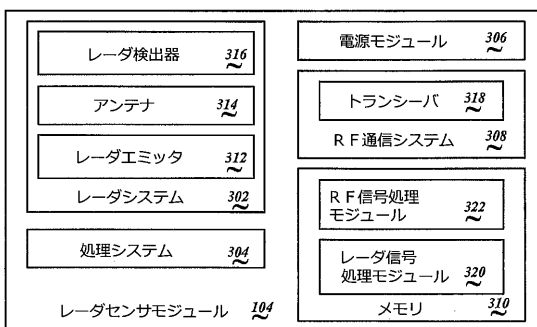 レーダ検出器 316
アンテナ 314
レーダエミッタ 312
レーダシステム 302
処理システム 304
レーダセンサモジュール 104
電源モジュール 306
トランシーバ 318
ＲＦ通信システム 308
ＲＦ信号処理
モジュール 322
レーダ信号
処理モジュール 320
メモリ 310